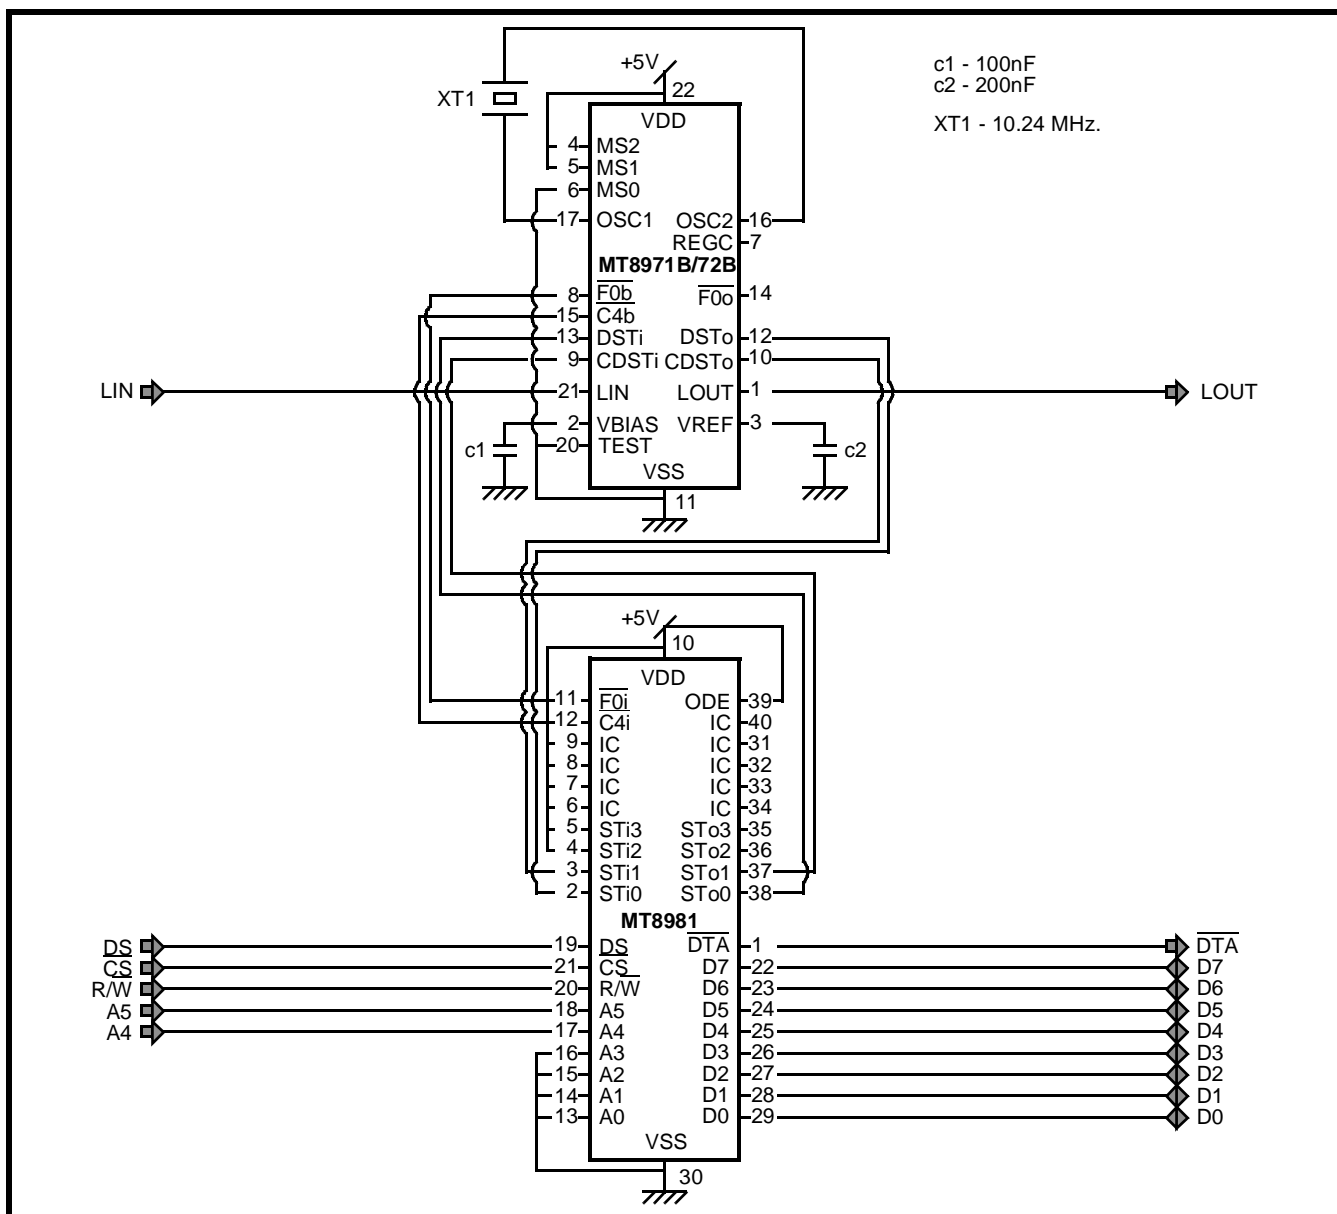 +5V
c1 - 100nF
c2 - 200nF
XT1
22
XT1 - 10.24 MHz.
VDD
4 MS2
5 MS1
6 MS0
17 OSC1 OSC2 16
REGC 7
MT8971B/72B
8 F0b F0o 14
15 C4b
13 DSTi DSTo 12
9 CDSTi CDSTo 10
LIN 21 LIN LOUT 1 LOUT
2 VBIAS VREF 3
c1 20 TEST c2
VSS
11
+5V
10
VDD
11 F0i ODE 39
12 C4i IC 40
9 IC IC 31
8 IC IC 32
7 IC IC 33
6 IC IC 34
5 STi3 STo3 35
4 STi2 STo2 36
3 STi1 STo1 37
2 STi0 STo0 38
MT8981
DS 19 DS DTA 1 DTA
CS 21 CS D7 22 D7
R/W 20 R/W D6 23 D6
A5 18 A5 D5 24 D5
A4 17 A4 D4 25 D4
16 A3 D3 26 D3
15 A2 D2 27 D2
14 A1 D1 28 D1
13 A0 D0 29 D0
VSS
30